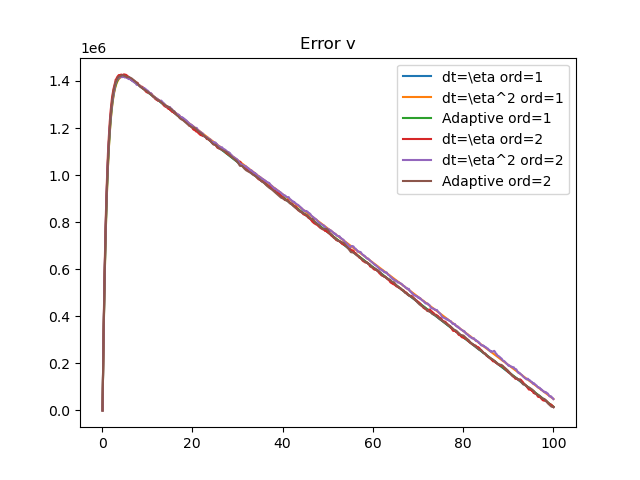 Error v
1e6
dt=\eta ord=1
dt=\eta^2 ord=1
Adaptive ord=1
dt=\eta ord=2
dt=\eta^2 ord=2
Adaptive ord=2
1.4
1.2
1.0
0.8
0.6
0.4
0.2
0.0
0 20 40 60 80 100